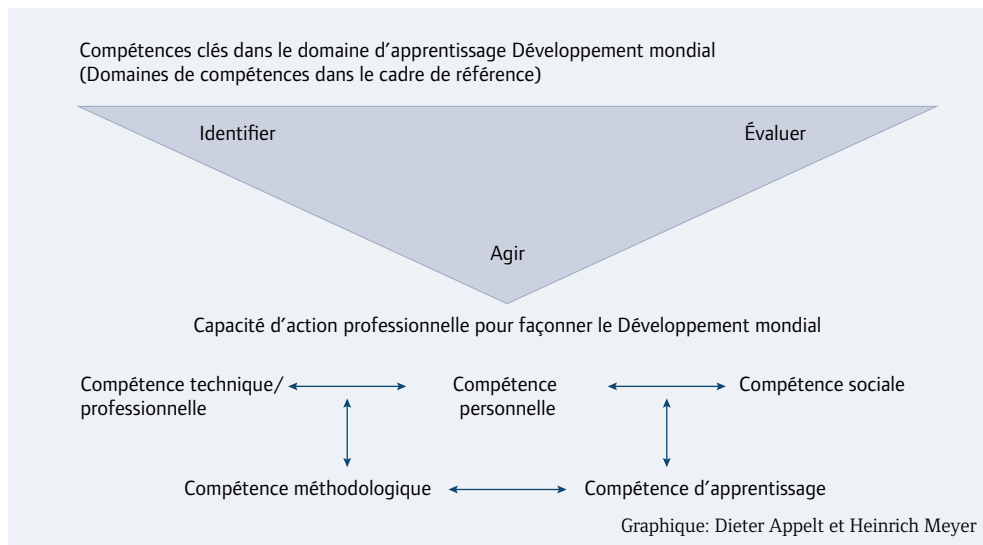 Compétences clés dans le domaine d’apprentissage Développement mondial
(Domaines de compétences dans le cadre de référence)
Identifier
Évaluer
Agir
Capacité d’action professionnelle pour façonner le Développement mondial
Compétence technique/
professionnelle
Compétence
personnelle
Compétence sociale
Compétence méthodologique
Compétence d’apprentissage
Graphique: Dieter Appelt et Heinrich Meyer